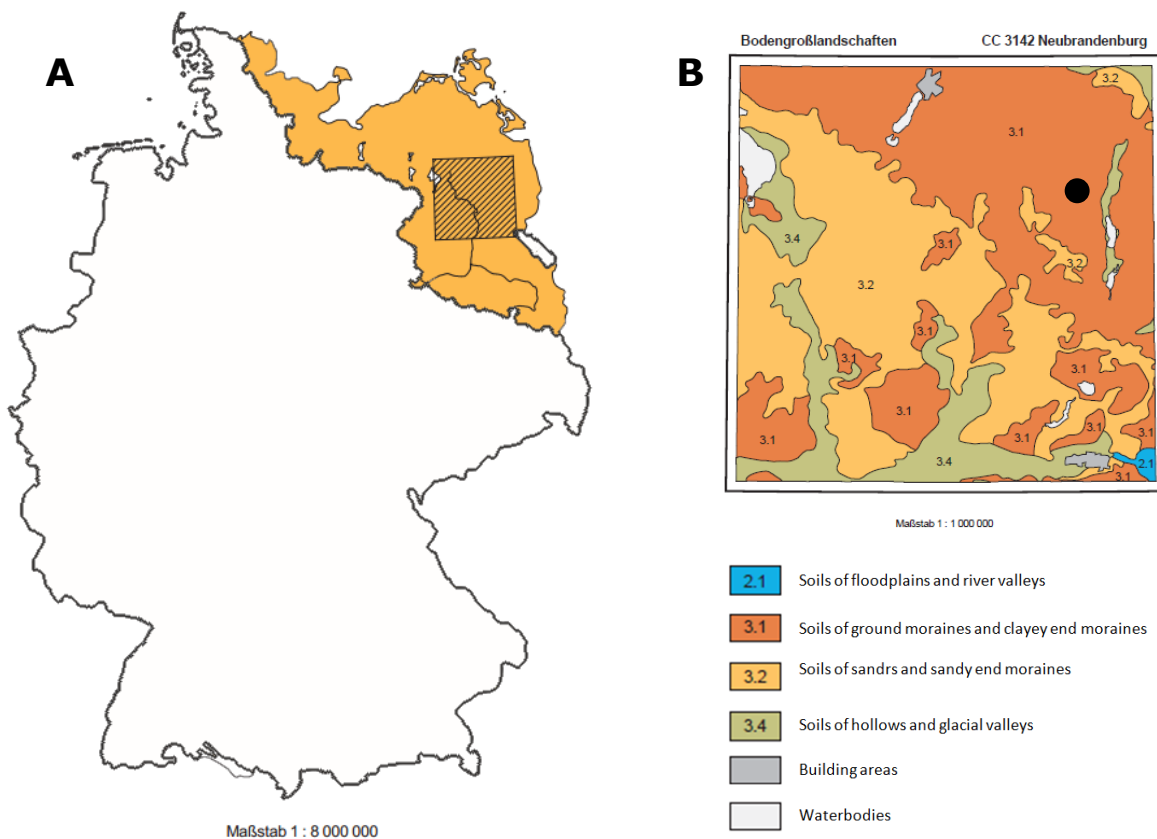 A
Maßstab 1 : 8 000 000
B
Bodengroßlandschaften CC 3142 Neubrandenburg
3.2
3.1
3.4
3.1
3.2
3.2
3.1
3.1
3.1
3.1
3.1
3.1
3.1
3.1
3.4
2.1
3.1
Maßstab 1 : 1 000 000
2.1 Soils of floodplains and river valleys
3.1 Soils of ground moraines and clayey end moraines
3.2 Soils of sandrs and sandy end moraines
3.4 Soils of hollows and glacial valleys
Building areas
Waterbodies